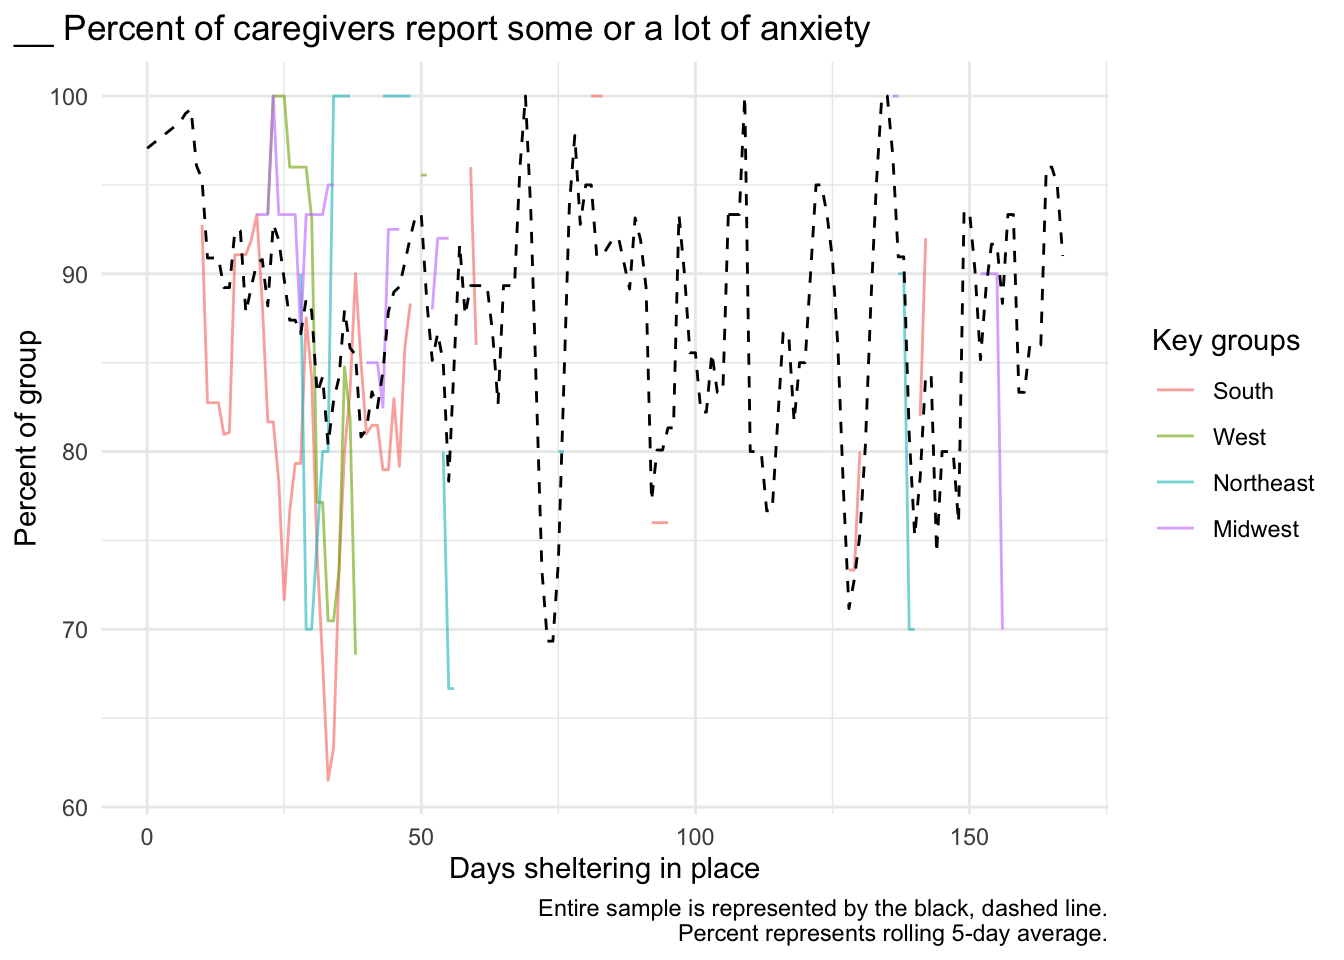 __ Percent of caregivers report some or a lot of anxiety
100
90
80
70
60
Percent of group
0 50 100 150
Days sheltering in place
Key groups
South
West
Northeast
Midwest
Entire sample is represented by the black, dashed line.
Percent represents rolling 5-day average.